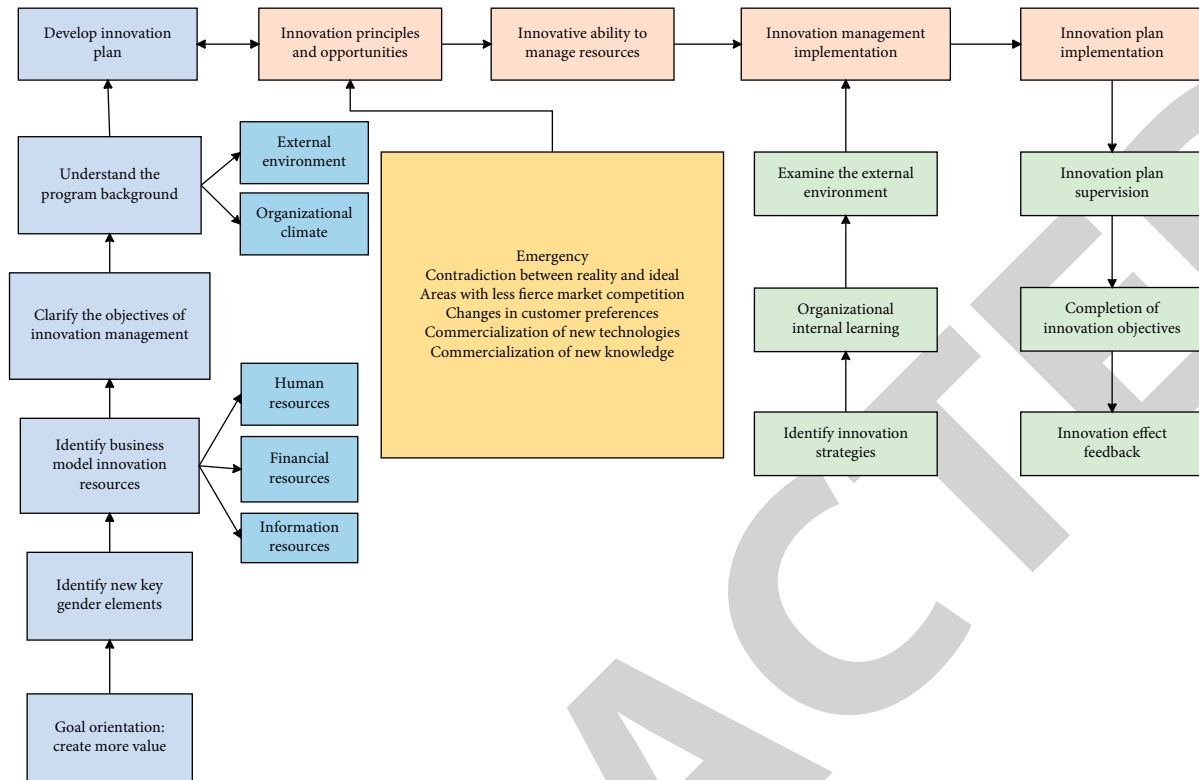 Develop innovation
plan
Innovation principles
and opportunities
Innovative ability to
manage resources
Innovation management
implementation
Innovation plan
implementation
Understand the
program background
External
environment
Organizational
climate
Emergency
Contradiction between reality and ideal
Areas with less fierce market competition
Changes in customer preferences
Commercialization of new technologies
Commercialization of new knowledge
Examine the external
environment
Innovation plan
supervision
Clarify the objectives of
innovation management
Organizational
internal learning
Completion of
innovation objectives
Identify business
model innovation
resources
Human
resources
Financial
resources
Information
resources
Identify innovation
strategies
Innovation effect
feedback
Identify new key
gender elements
Goal orientation:
create more value